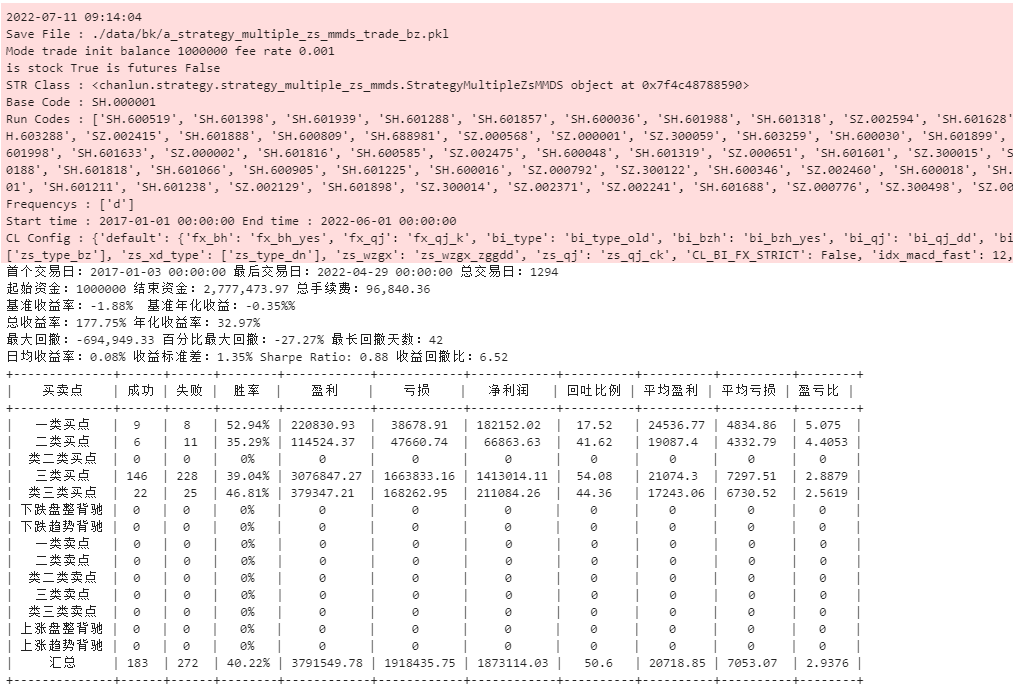 2022-07-11 09:14:04
Save File : ./data/bk/a_strategy_multiple_zs_mmds_trade_bz.pkl
Mode trade init balance 1000000 fee rate 0.001
is stock True is futures False
STR Class : <chanlun.strategy.strategy_multiple_zs_mmds.StrategyMultipleZsMMDS object at 0x7f4c48788590>
Base Code : SH.000001
Run Codes : ['SH.600519', 'SH.601398', 'SH.601939', 'SH.601288', 'SH.601857', 'SH.600036', 'SH.601988', 'SH.601318', 'SZ.002594', 'SH.601628'
H.603288', 'SZ.002415', 'SH.601888', 'SH.600809', 'SH.688981', 'SZ.000568', 'SZ.000001', 'SZ.300059', 'SH.603259', 'SH.600030', 'SH.601899',
601998', 'SH.601633', 'SZ.000002', 'SH.601816', 'SH.600585', 'SZ.002475', 'SH.600048', 'SH.601319', 'SZ.000651', 'SH.601601', 'SZ.300015', 'S
0188', 'SH.601818', 'SH.601066', 'SH.600905', 'SH.601225', 'SH.600016', 'SZ.000792', 'SZ.300122', 'SH.600346', 'SZ.002460', 'SH.600018', 'SH.
01', 'SH.601211', 'SH.601238', 'SZ.002129', 'SH.601898', 'SZ.300014', 'SZ.002371', 'SZ.002241', 'SH.601688', 'SZ.000776', 'SZ.300498', 'SZ.00
Frequencys : ['d']
Start time : 2017-01-01 00:00:00 End time : 2022-06-01 00:00:00
CL Config : {'default': {'fx_bh': 'fx_bh_yes', 'fx_qj': 'fx_qj_k', 'bi_type': 'bi_type_old', 'bi_bzh': 'bi_bzh_yes', 'bi_qj': 'bi_qj_dd', 'bi
['zs_type_bz'], 'zs_xd_type': ['zs_type_dn'], 'zs_wzgx': 'zs_wzgx_zggdd', 'zs_qj': 'zs_qj_ck', 'CL_BI_FX_STRICT': False, 'idx_macd_fast': 12,
首个交易日：2017-01-03 00:00:00 最后交易日：2022-04-29 00:00:00 总交易日：1294
起始资金：1000000 结束资金：2,777,473.97 总手续费：96,840.36
基准收益率：-1.88% 基准年化收益：-0.35%%
总收益率：177.75% 年化收益率：32.97%
最大回撤：-694,949.33 百分比最大回撤：-27.27% 最长回撤天数：42
日均收益率：0.08% 收益标准差：1.35% Sharpe Ratio: 0.88 收益回撤比：6.52
| 买卖点 | 成功 | 失败 | 胜率 | 盈利 | 亏损 | 净利润 | 回吐比例 | 平均盈利 | 平均亏损 | 盈亏比 |
| 一类买点 | 9 | 8 | 52.94% | 220830.93 | 38678.91 | 182152.02 | 17.52 | 24536.77 | 4834.86 | 5.075 |
| 二类买点 | 6 | 11 | 35.29% | 114524.37 | 47660.74 | 66863.63 | 41.62 | 19087.4 | 4332.79 | 4.4053 |
| 类二类买点 | 0 | 0 | 0% | 0 | 0 | 0 | 0 | 0 | 0 | 0 |
| 三类买点 | 146 | 228 | 39.04% | 3076847.27 | 1663833.16 | 1413014.11 | 54.08 | 21074.3 | 7297.51 | 2.8879 |
| 类三类买点 | 22 | 25 | 46.81% | 379347.21 | 168262.95 | 211084.26 | 44.36 | 17243.06 | 6730.52 | 2.5619 |
| 下跌盘整背驰 | 0 | 0 | 0% | 0 | 0 | 0 | 0 | 0 | 0 | 0 |
| 下跌趋势背驰 | 0 | 0 | 0% | 0 | 0 | 0 | 0 | 0 | 0 | 0 |
| 一类卖点 | 0 | 0 | 0% | 0 | 0 | 0 | 0 | 0 | 0 | 0 |
| 二类卖点 | 0 | 0 | 0% | 0 | 0 | 0 | 0 | 0 | 0 | 0 |
| 类二类卖点 | 0 | 0 | 0% | 0 | 0 | 0 | 0 | 0 | 0 | 0 |
| 三类卖点 | 0 | 0 | 0% | 0 | 0 | 0 | 0 | 0 | 0 | 0 |
| 类三类卖点 | 0 | 0 | 0% | 0 | 0 | 0 | 0 | 0 | 0 | 0 |
| 上涨盘整背驰 | 0 | 0 | 0% | 0 | 0 | 0 | 0 | 0 | 0 | 0 |
| 上涨趋势背驰 | 0 | 0 | 0% | 0 | 0 | 0 | 0 | 0 | 0 | 0 |
| 汇总 | 183 | 272 | 40.22% | 3791549.78 | 1918435.75 | 1873114.03 | 50.6 | 20718.85 | 7053.07 | 2.9376 |